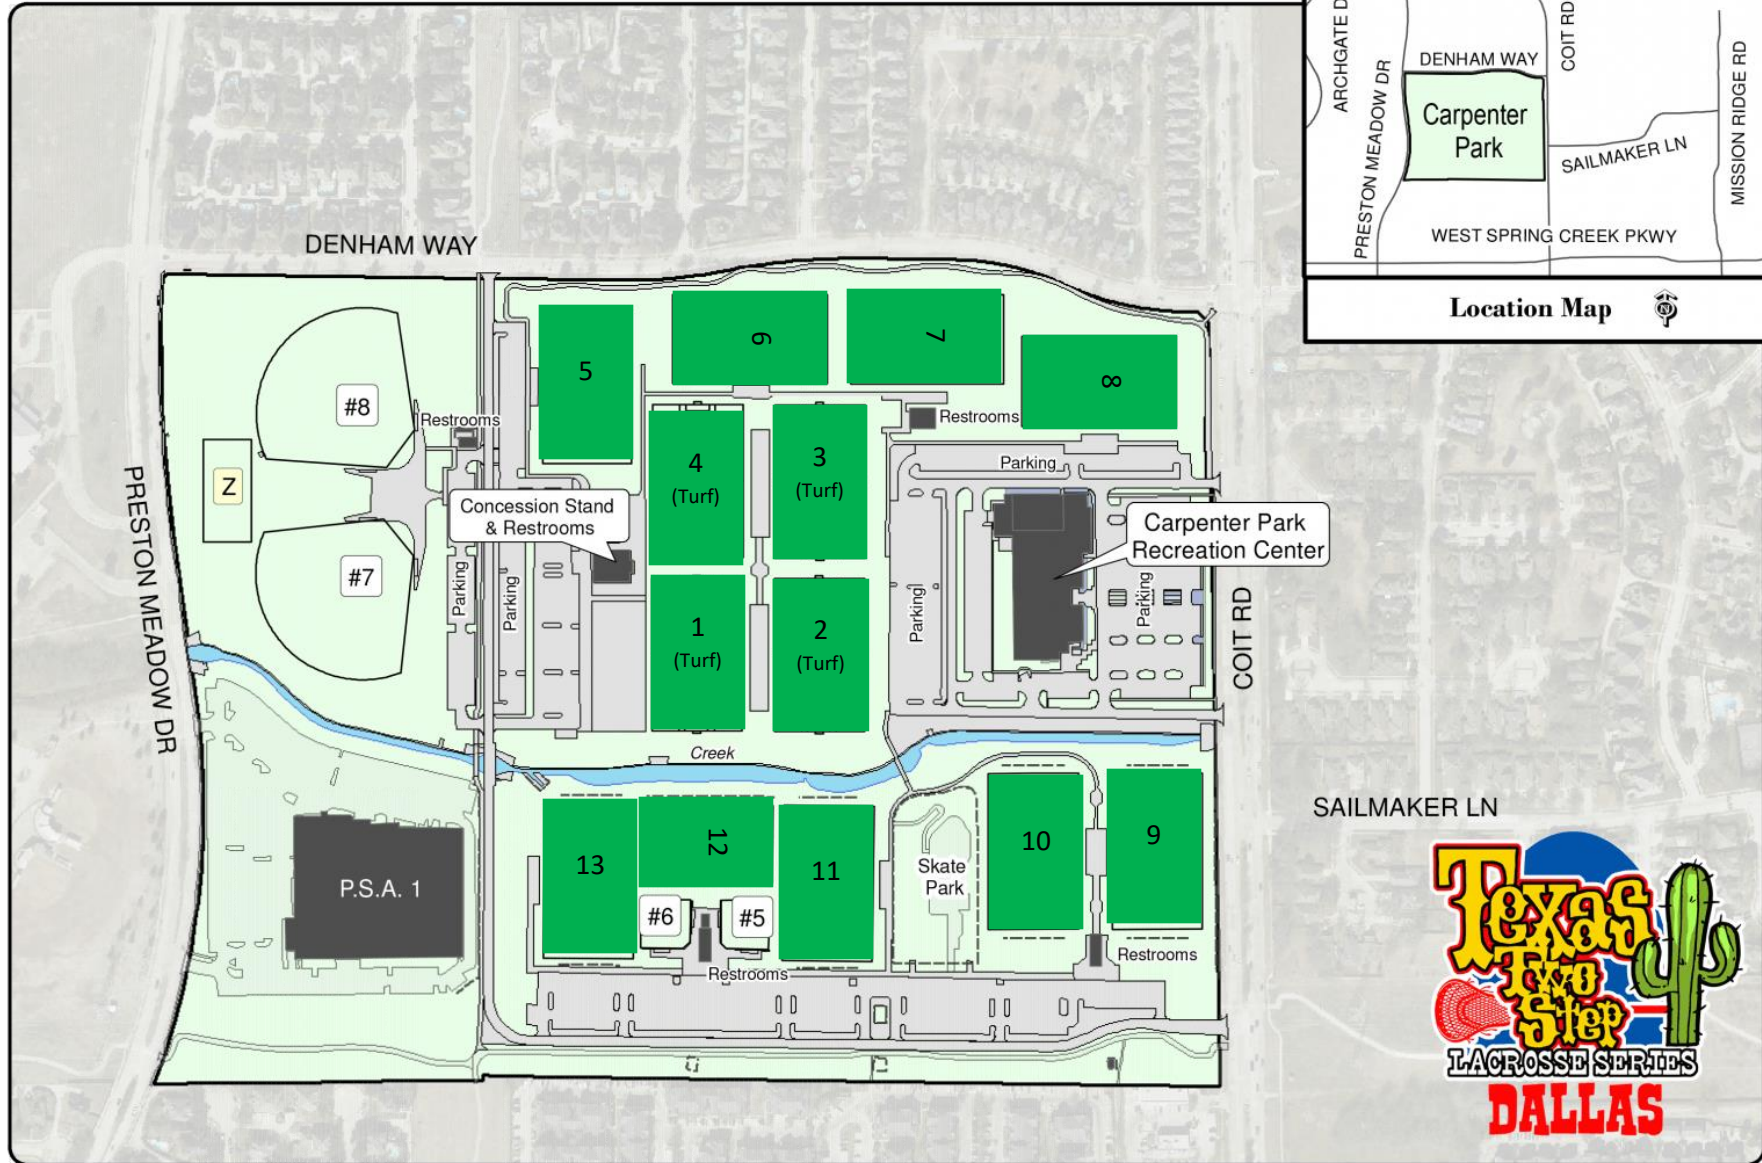 ARCHGATE D
COIT RD
DENHAM WAY
PRESTON MEADOW DR
Carpenter
Park
SAILMAKER LN
MISSION RIDGE RD
WEST SPRING CREEK PKWY
Location Map
N
DENHAM WAY
5
6
7
8
#8
Restrooms
Restrooms
4
(Turf)
3
(Turf)
Parking
Z
Concession Stand
& Restrooms
Carpenter Park
Recreation Center
PRESTON MEADOW DR
#7
Parking
Parking
Parking
Parking
1
(Turf)
2
(Turf)
COIT RD
Creek
SAILMAKER LN
13
12
11
10
9
Skate
Park
P.S.A. 1
#6
#5
Restrooms
Restrooms
Texas
Two
Step
LACROSSE SERIES
DALLAS